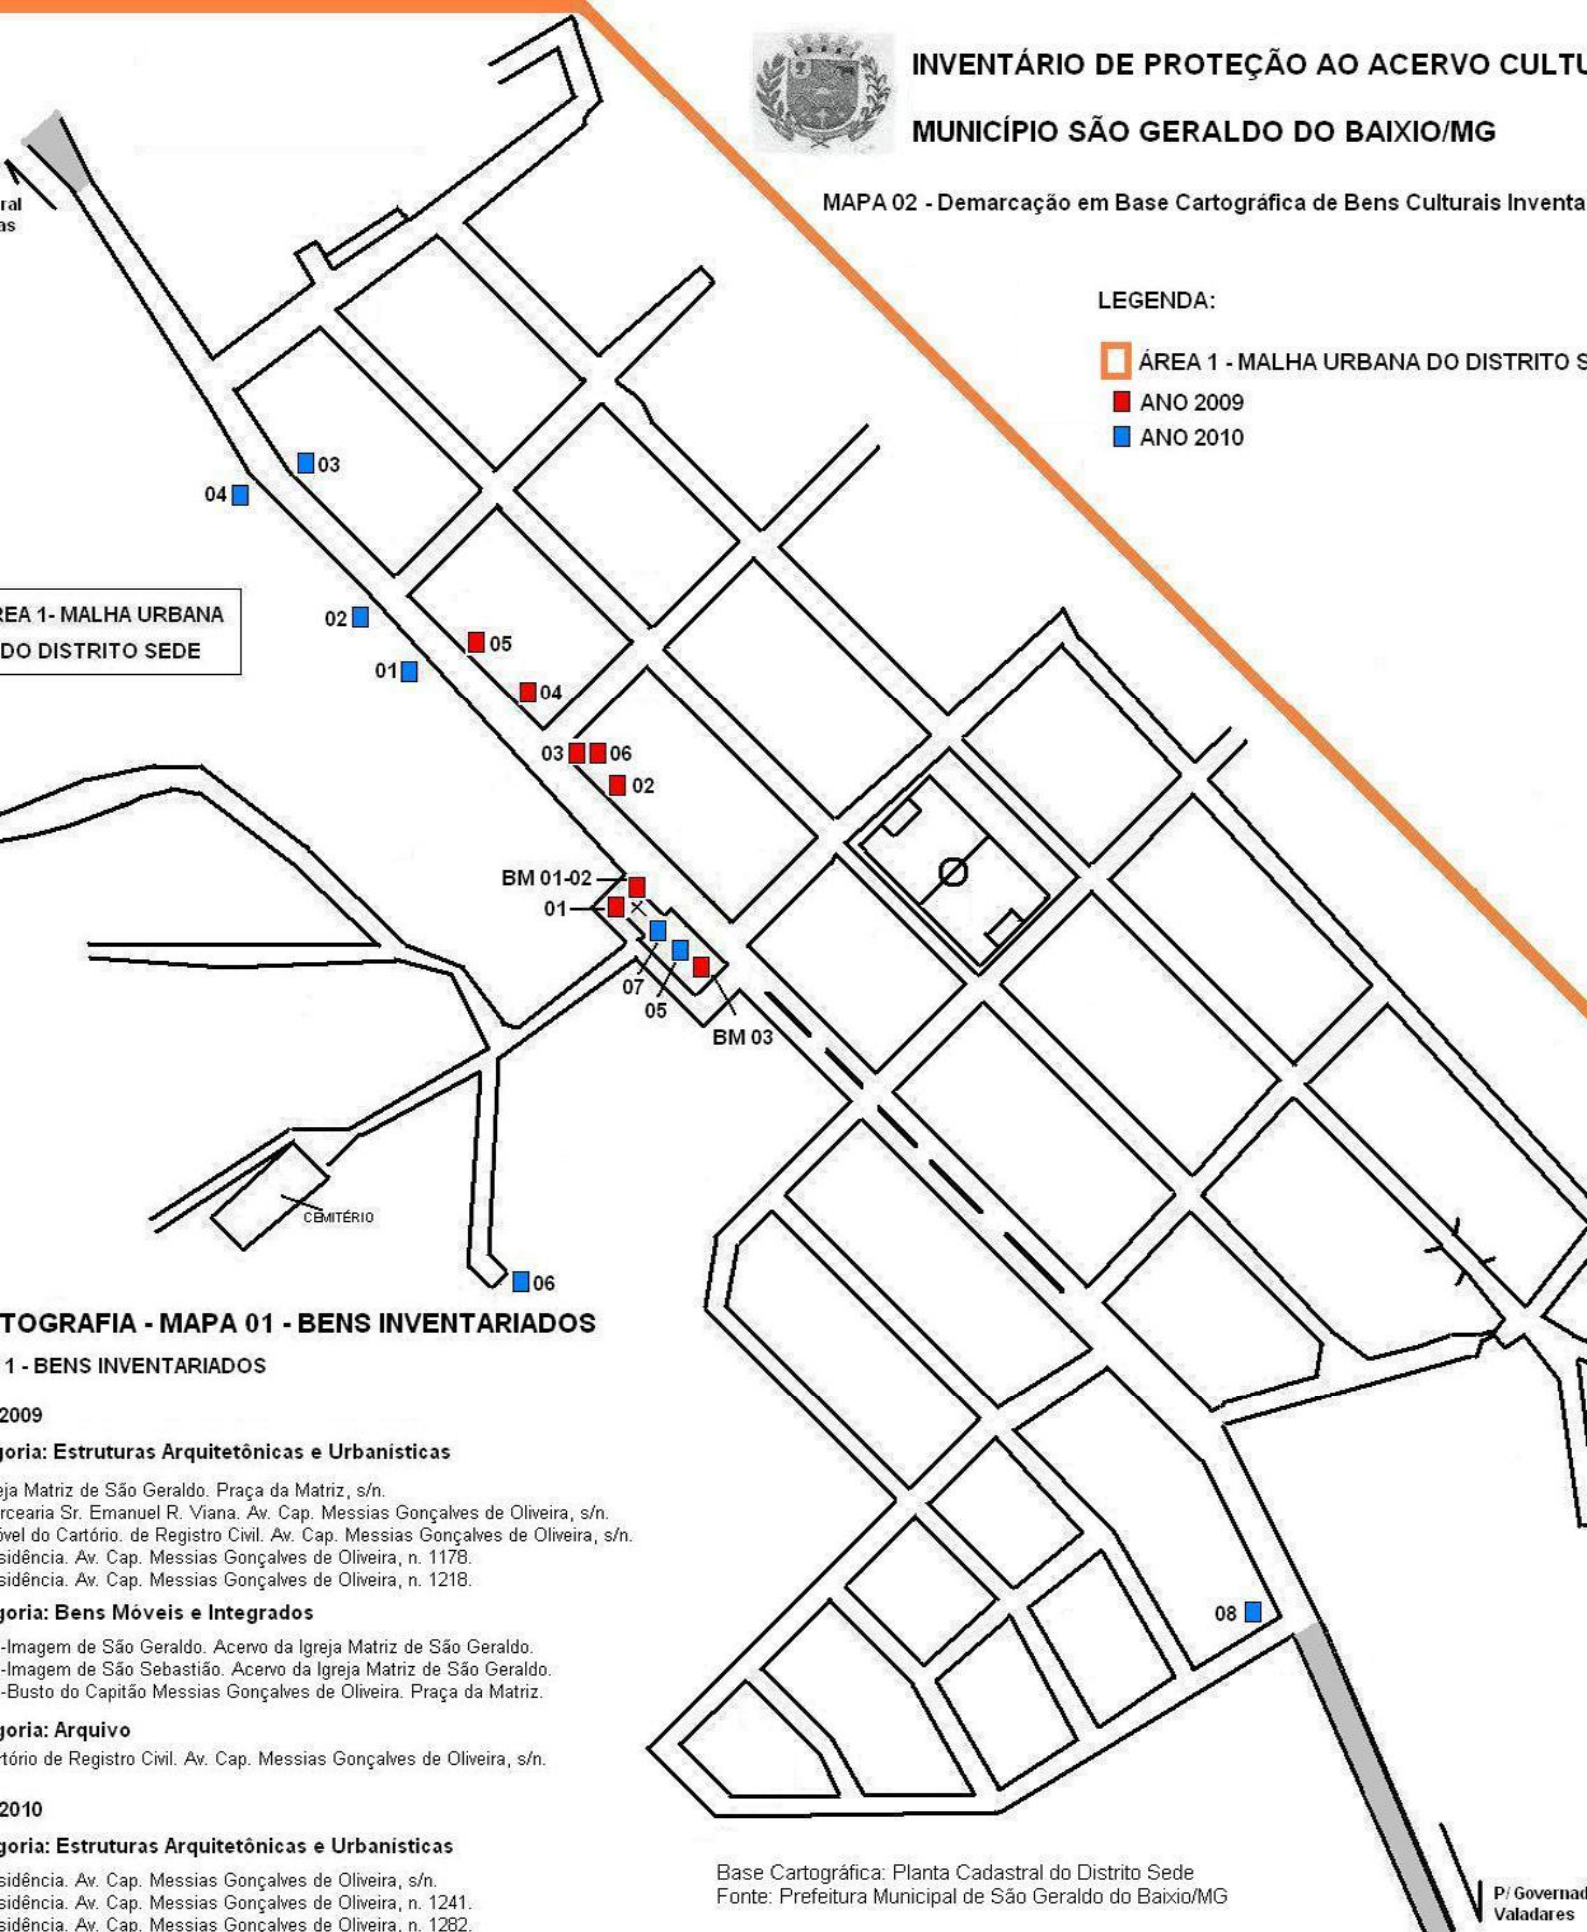 INVENTÁRIO DE PROTEÇÃO AO ACERVO CULTU
MUNICÍPIO SÃO GERALDO DO BAIXIO/MG
MAPA 02 - Demarcação em Base Cartográfica de Bens Culturais Inventa
LEGENDA:
ÁREA 1 - MALHA URBANA DO DISTRITO S
ANO 2009
ANO 2010
ral
as
03
04
REA 1- MALHA URBANA
DO DISTRITO SEDE
02
01
05
04
03
06
02
BM 01-02
01
07
05
BM 03
CEMITÉRIO
06
08
TOGRAFIA - MAPA 01 - BENS INVENTARIADOS
1 - BENS INVENTARIADOS
2009
goria: Estruturas Arquitetônicas e Urbanísticas
eja Matriz de São Geraldo. Praça da Matriz, s/n.
ercearia Sr. Emanuel R. Viana. Av. Cap. Messias Gonçalves de Oliveira, s/n.
óvel do Cartório. de Registro Civil. Av. Cap. Messias Gonçalves de Oliveira, s/n.
sidência. Av. Cap. Messias Gonçalves de Oliveira, n. 1178.
sidência. Av. Cap. Messias Gonçalves de Oliveira, n. 1218.
goria: Bens Móveis e Integrados
-Imagem de São Geraldo. Acervo da Igreja Matriz de São Geraldo.
-Imagem de São Sebastião. Acervo da Igreja Matriz de São Geraldo.
-Busto do Capitão Messias Gonçalves de Oliveira. Praça da Matriz.
goria: Arquivo
rtório de Registro Civil. Av. Cap. Messias Gonçalves de Oliveira, s/n.
2010
goria: Estruturas Arquitetônicas e Urbanísticas
sidência. Av. Cap. Messias Gonçalves de Oliveira, s/n.
sidência. Av. Cap. Messias Gonçalves de Oliveira, n. 1241.
sidência. Av. Cap. Messias Gonçalves de Oliveira, n. 1282.
Base Cartográfica: Planta Cadastral do Distrito Sede
Fonte: Prefeitura Municipal de São Geraldo do Baixio/MG
P/ Governad
Valadares